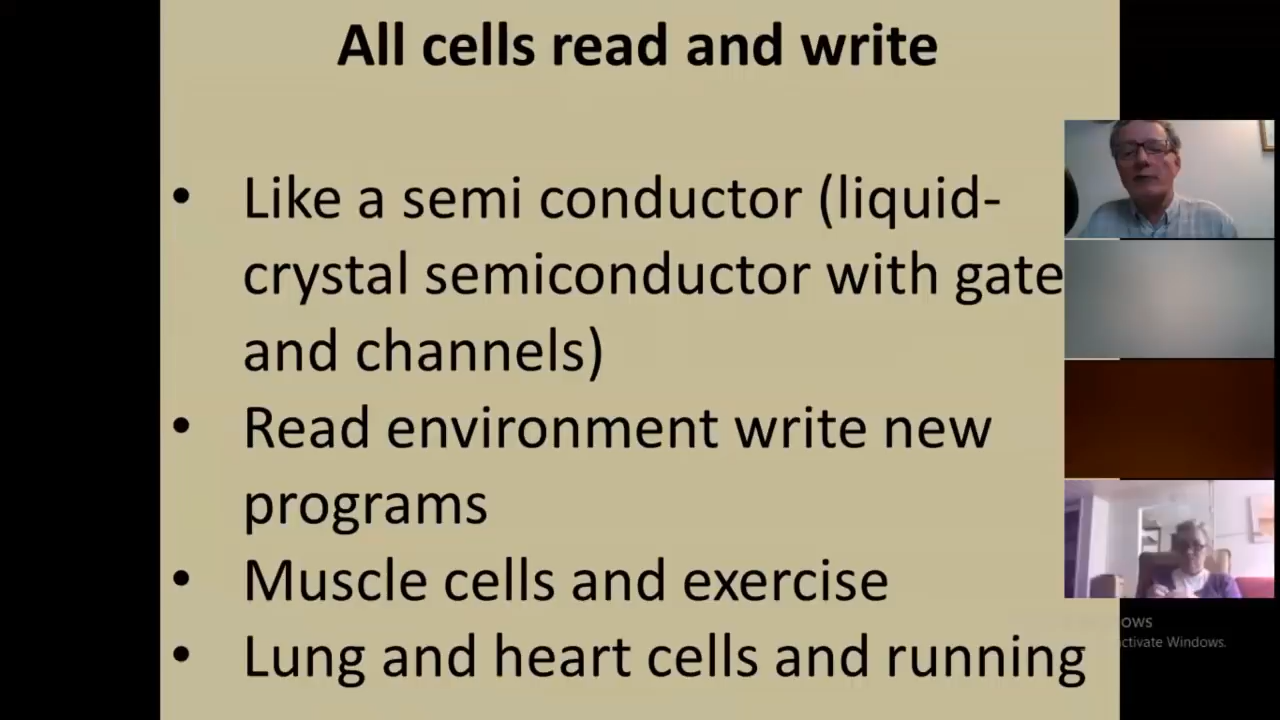 All cells read and write
• Like a semi conductor (liquid-
crystal semiconductor with gate
and channels)
• Read environment write new
programs
• Muscle cells and exercise
• Lung and heart cells and running
ows
ctivate Windows.